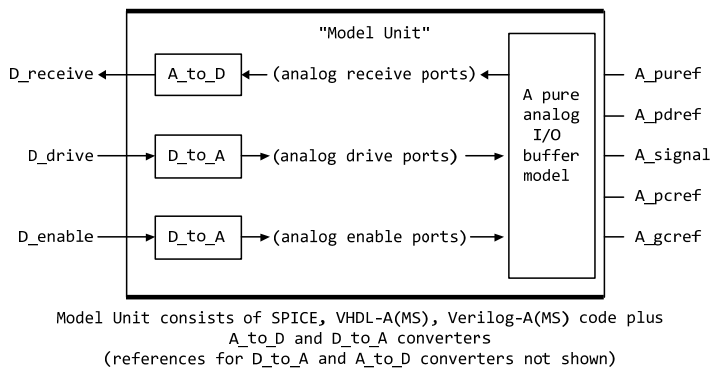 "Model Unit"
D_receive A_to_D (analog receive ports) A_puref
A pure
analog
I/O
buffer
model
A_pdref
D_drive D_to_A (analog drive ports) A_signal
A_pcref
D_enable D_to_A (analog enable ports) A_gcref
Model Unit consists of SPICE, VHDL-A(MS), Verilog-A(MS) code plus
A_to_D and D_to_A converters
(references for D_to_A and A_to_D converters not shown)